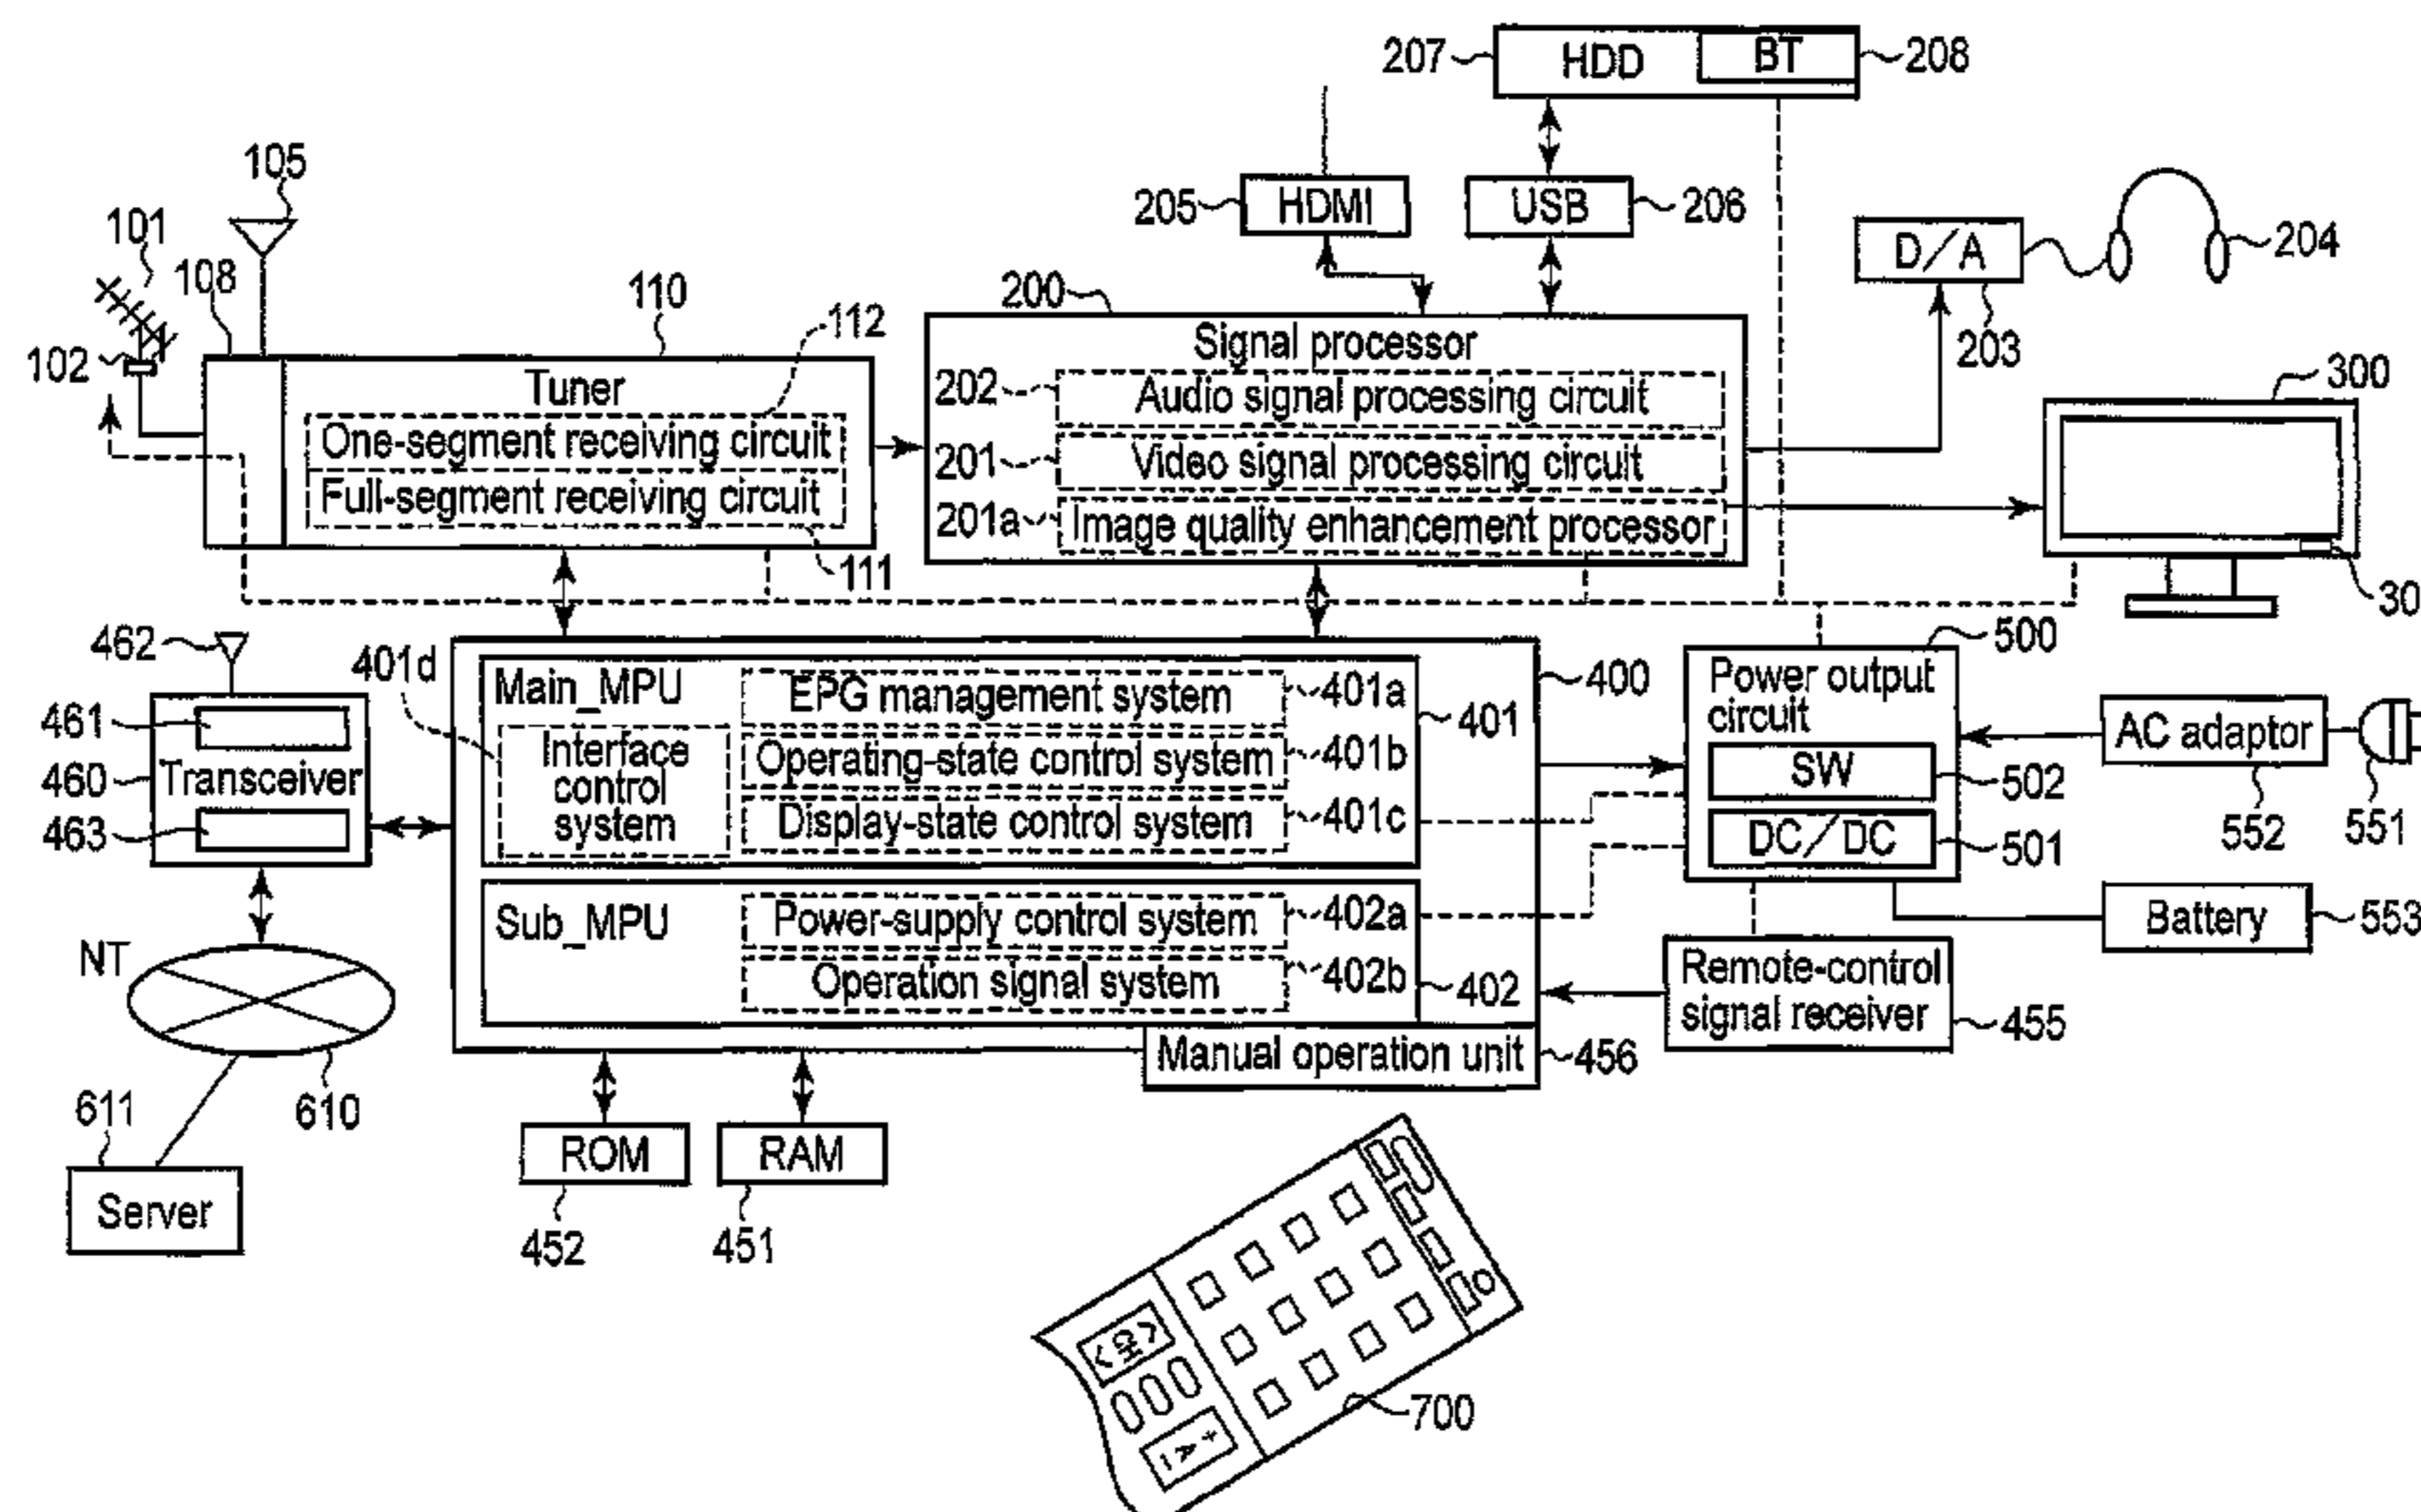 207
HDD
BT
208
105
205
HDMI
USB
206
101
108
110
112
200
D/A
204
203
102
Tuner
One-segment receiving circuit
Full-segment receiving circuit
111
Signal processor
202
Audio signal processing circuit
201
Video signal processing circuit
201a
Image quality enhancement processor
300
30
462
461
460
Transceiver
463
401d
Main_MPU
Interface
control
system
EPG management system
401a
Operating-state control system
401b
Display-state control system
401c
401
400
Sub_MPU
Power-supply control system
402a
Operation signal system
402b
402
Manual operation unit
456
500
Power output
circuit
SW
502
DC/DC
501
AC adaptor
552
551
Battery
553
Remote-control
signal receiver
455
NT
610
611
Server
ROM
452
RAM
451
CH
700